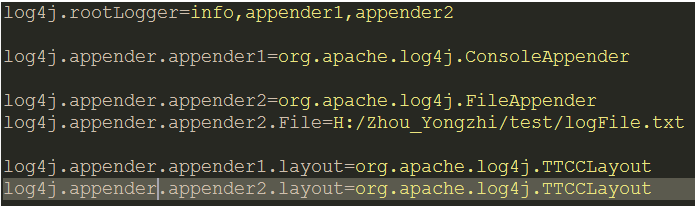 log4j.rootLogger=info,appender1,appender2
log4j.appender.appender1=org.apache.log4j.ConsoleAppender
log4j.appender.appender2=org.apache.log4j.FileAppender
log4j.appender.appender2.File=H:/Zhou_Yongzhi/test/logFile.txt
log4j.appender.appender1.layout=org.apache.log4j.TTCCLayout
log4j.appender.appender2.layout=org.apache.log4j.TTCCLayout